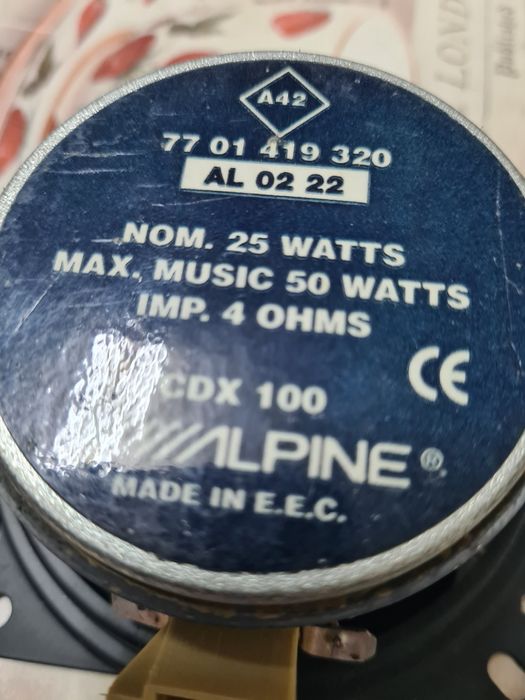 LOND
A42
77 01 419 320
AL 02 22
NOM. 25 WATTS
MAX. MUSIC 50 WATTS
IMP. 4 OHMS
CE
CDX 100
ALPINE®
MADE IN E.E.C.